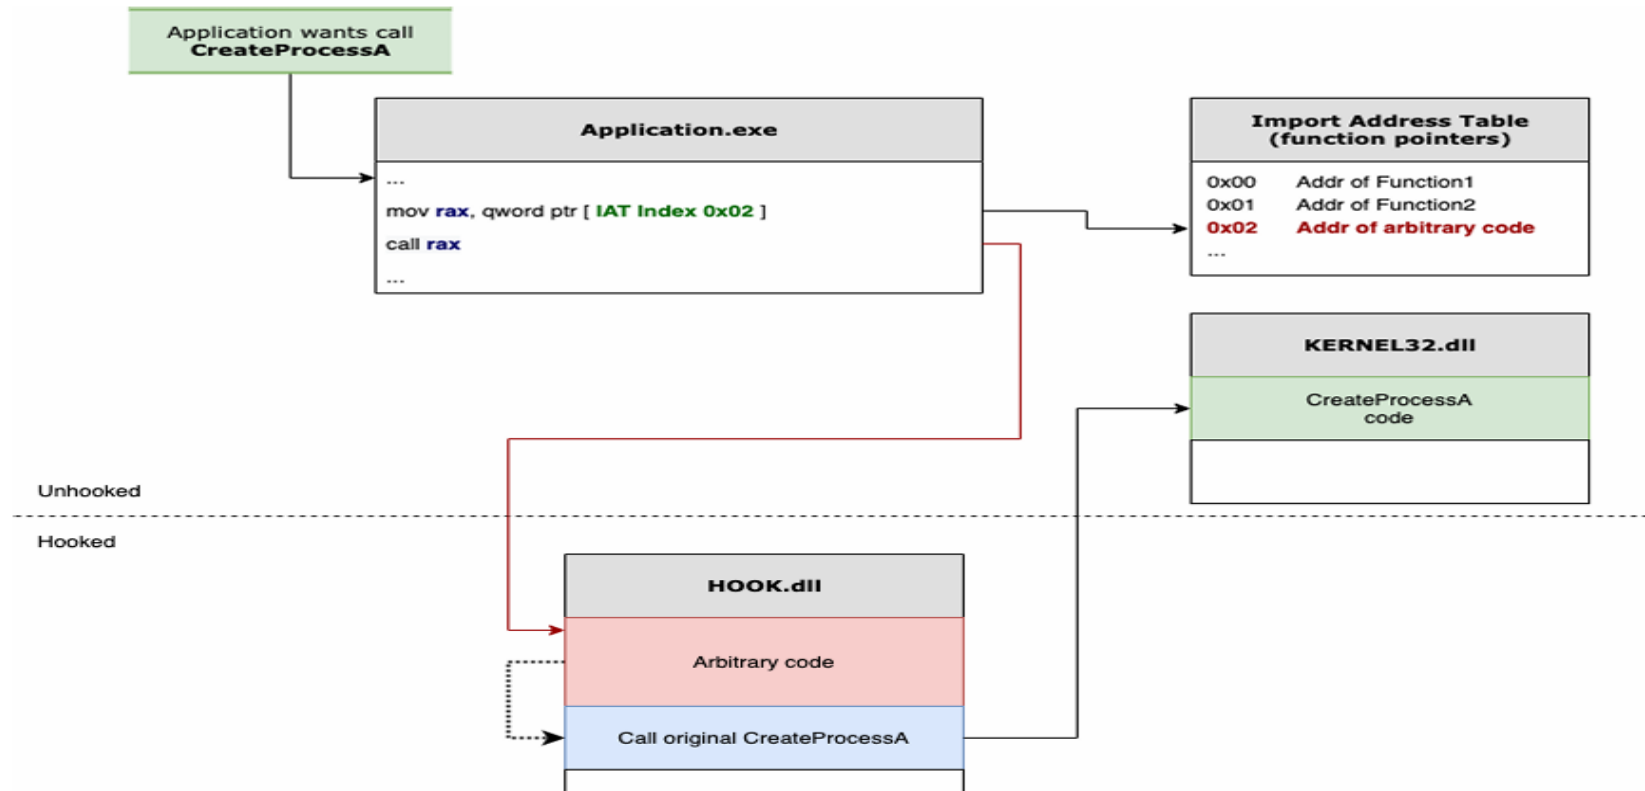 Application wants call
CreateProcessA
Application.exe
...
mov rax, qword ptr [ IAT Index 0x02 ]
call rax
...
Import Address Table
(function pointers)
0x00 Addr of Function1
0x01 Addr of Function2
0x02 Addr of arbitrary code
...
KERNEL32.dll
CreateProcessA
code
Unhooked
Hooked
HOOK.dll
Arbitrary code
Call original CreateProcessA